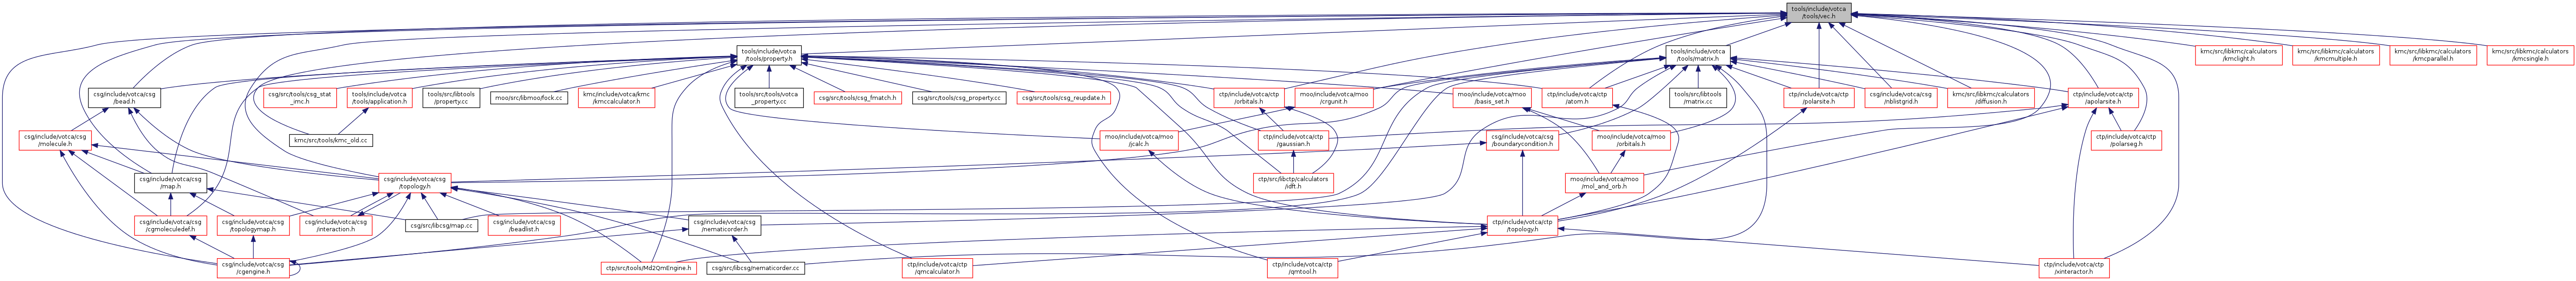 tools/include/votca
/tools/vec.h
tools/include/votca
/tools/property.h
tools/include/votca
/tools/matrix.h
kmc/src/libkmc/calculators
/kmclight.h
kmc/src/libkmc/calculators
/kmcmultiple.h
kmc/src/libkmc/calculators
/kmcparallel.h
kmc/src/libkmc/calculators
/kmcsingle.h
csg/include/votca/csg
/bead.h
csg/src/tools/csg_stat
_imc.h
tools/include/votca
/tools/application.h
tools/src/libtools
/property.cc
moo/src/libmoo/fock.cc
kmc/include/votca/kmc
/kmccalculator.h
tools/src/tools/votca
_property.cc
csg/src/tools/csg_fmatch.h
csg/src/tools/csg_property.cc
csg/src/tools/csg_reupdate.h
ctp/include/votca/ctp
/orbitals.h
moo/include/votca/moo
/crgunit.h
moo/include/votca/moo
/basis_set.h
ctp/include/votca/ctp
/atom.h
tools/src/libtools
/matrix.cc
ctp/include/votca/ctp
/polarsite.h
csg/include/votca/csg
/nblistgrid.h
kmc/src/libkmc/calculators
/diffusion.h
ctp/include/votca/ctp
/apolarsite.h
csg/include/votca/csg
/molecule.h
kmc/src/tools/kmc_old.cc
moo/include/votca/moo
/jcalc.h
ctp/include/votca/ctp
/gaussian.h
csg/include/votca/csg
/boundarycondition.h
moo/include/votca/moo
/orbitals.h
ctp/include/votca/ctp
/polarseg.h
csg/include/votca/csg
/map.h
csg/include/votca/csg
/topology.h
ctp/src/libctp/calculators
/idft.h
moo/include/votca/moo
/mol_and_orb.h
csg/include/votca/csg
/cgmoleculedef.h
csg/include/votca/csg
/topologymap.h
csg/include/votca/csg
/interaction.h
csg/src/libcsg/map.cc
csg/include/votca/csg
/beadlist.h
csg/include/votca/csg
/nematicorder.h
ctp/include/votca/ctp
/topology.h
csg/include/votca/csg
/cgengine.h
ctp/src/tools/Md2QmEngine.h
csg/src/libcsg/nematicorder.cc
ctp/include/votca/ctp
/qmcalculator.h
ctp/include/votca/ctp
/qmtool.h
ctp/include/votca/ctp
/xinteractor.h